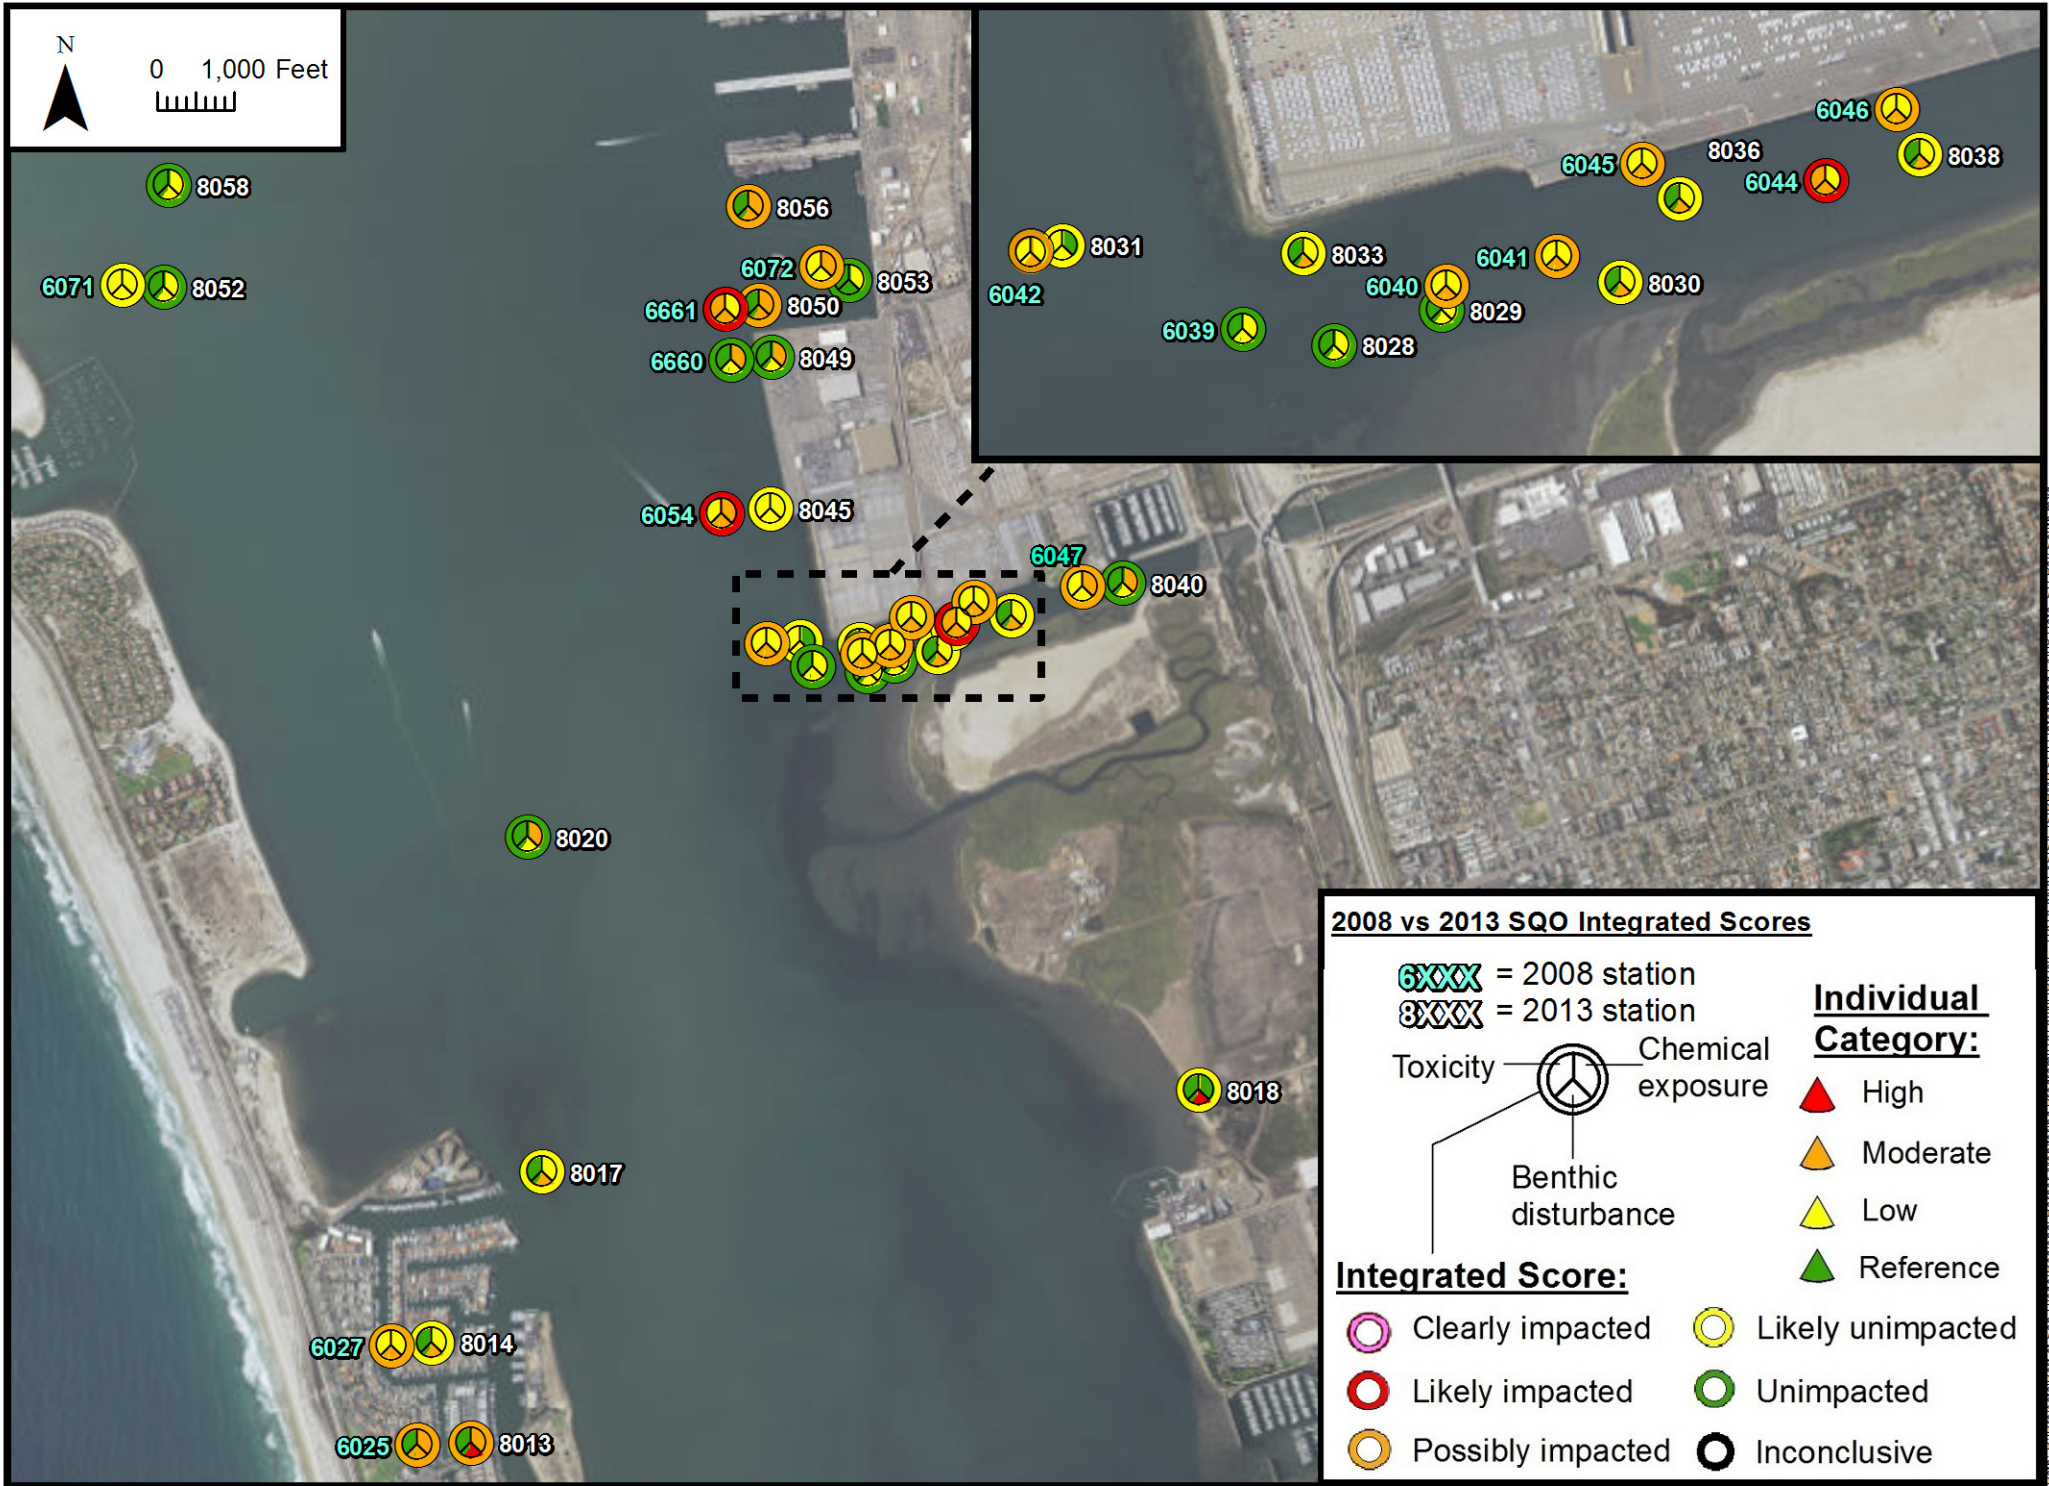 N
0 1,000 Feet
8058
6071
8052
8056
6072
8053
6661
8050
6660
8049
6054
8045
6047
8040
8020
8018
8017
6027
8014
6025
8013
6046
8038
8036
6045
6044
8031
6042
8033
6041
6040
8030
8029
6039
8028
2008 vs 2013 SQO Integrated Scores
6XXX = 2008 station
8XXX = 2013 station
Toxicity
Chemical
exposure
Benthic
disturbance
Individual
Category:
High
Moderate
Low
Reference
Integrated Score:
Clearly impacted
Likely impacted
Possibly impacted
Likely unimpacted
Unimpacted
Inconclusive